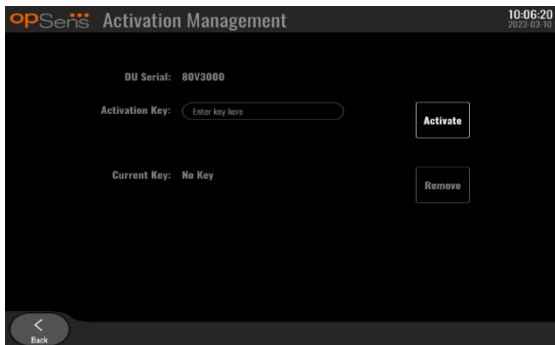 opSens Activation Management
10:06:20
2023-03-10
DU Serial: 80V3000
Activation Key: Enter key here
Activate
Current Key: No Key
Remove
Back